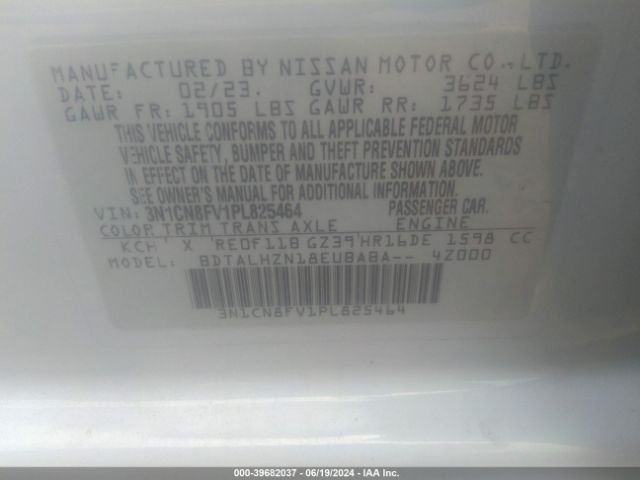 MANUFACTURED BY NISSAN MOTOR CO.,LTD.
DATE: 02/23. GVWR: 3624 LBS
GAWR FR: 1905 LBS GAWR RR: 1735 LBS
THIS VEHICLE CONFORMS TO ALL APPLICABLE FEDERAL MOTOR
VEHICLE SAFETY, BUMPER AND THEFT PREVENTION STANDARDS
IN EFFECT ON THE DATE OF MANUFACTURE SHOWN ABOVE.
SEE OWNER'S MANUAL FOR ADDITIONAL INFORMATION.
VIN: 3N1CN8FV1PL825464 PASSENGER CAR.
COLOR TRIM TRANS AXLE ENGINE
KCH X RE0F11B GZ39 HR16DE 1598 CC
MODEL: BDTALHZN18EUBABA-- 4Z000
3N1CN8FV1PL825464
000-39682037 - 06/19/2024 - IAA Inc.